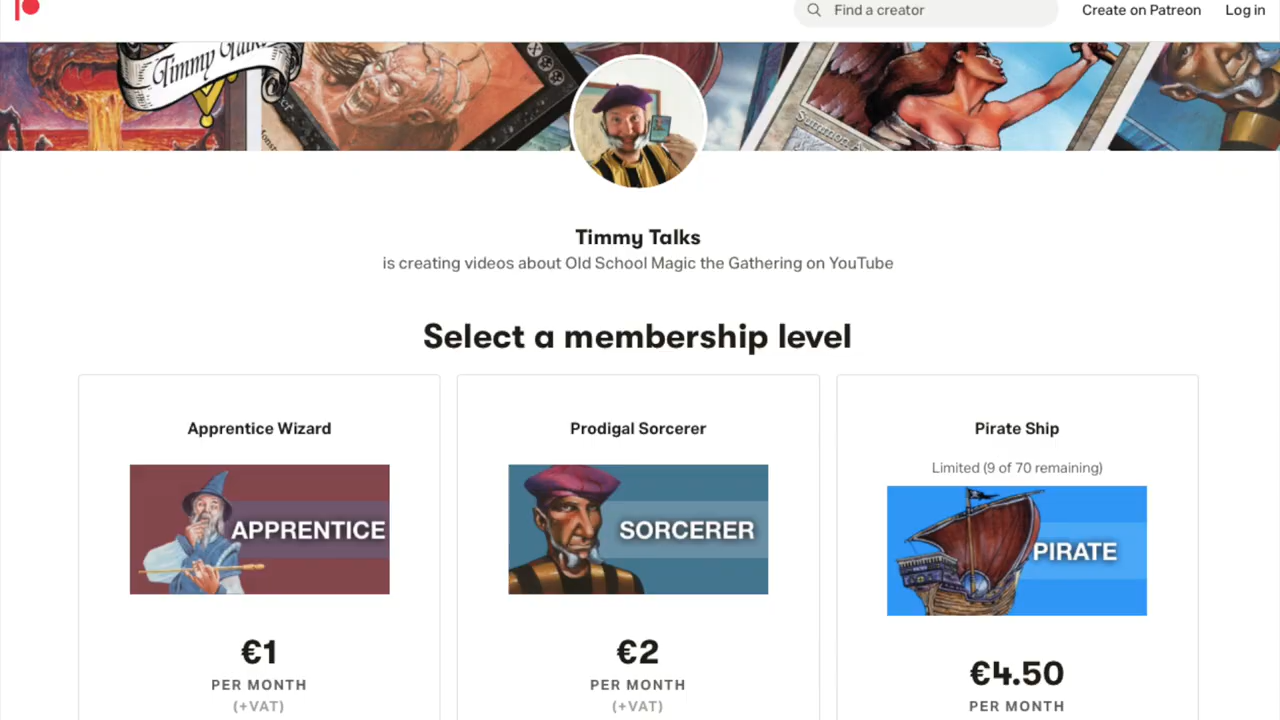 Find a creator
Create on Patreon
Log in
Timmy Talks
Summon
Timmy Talks
is creating videos about Old School Magic the Gathering on YouTube
Select a membership level
Apprentice Wizard
APPRENTICE
€1
PER MONTH
(+VAT)
Prodigal Sorcerer
SORCERER
€2
PER MONTH
(+VAT)
Pirate Ship
Limited (9 of 70 remaining)
PIRATE
€4.50
PER MONTH